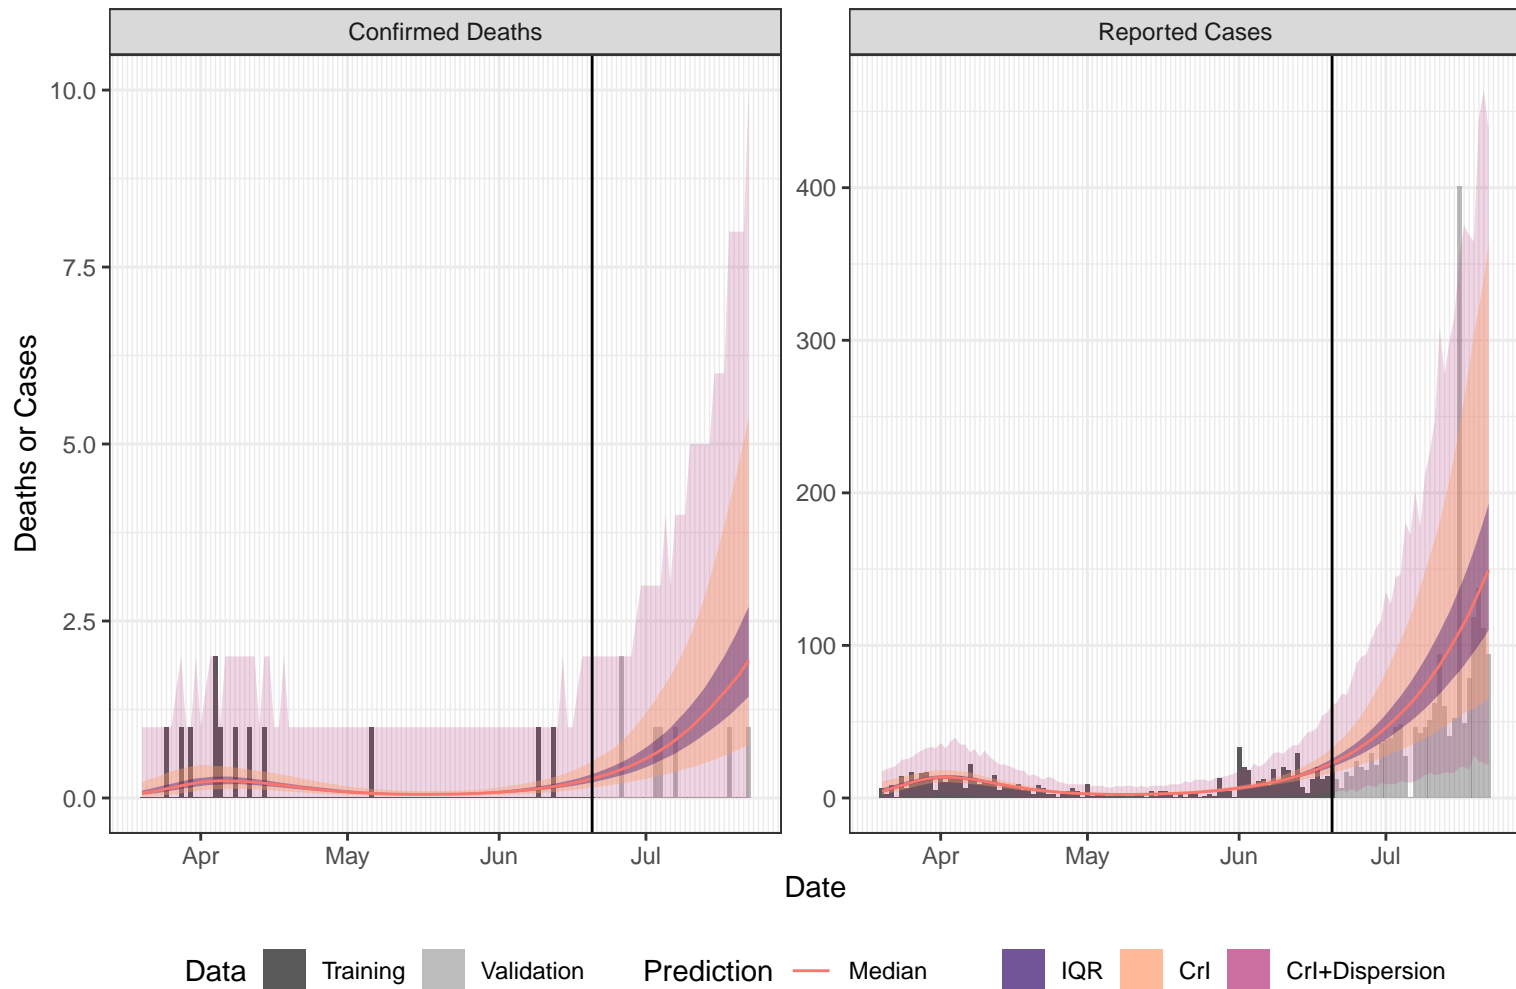 Confirmed Deaths
Reported Cases
Deaths or Cases
10.0
7.5
5.0
2.5
0.0
400
300
200
100
0
Apr May Jun Jul
Apr May Jun Jul
Date
Data Training Validation Prediction Median IQR CrI CrI+Dispersion